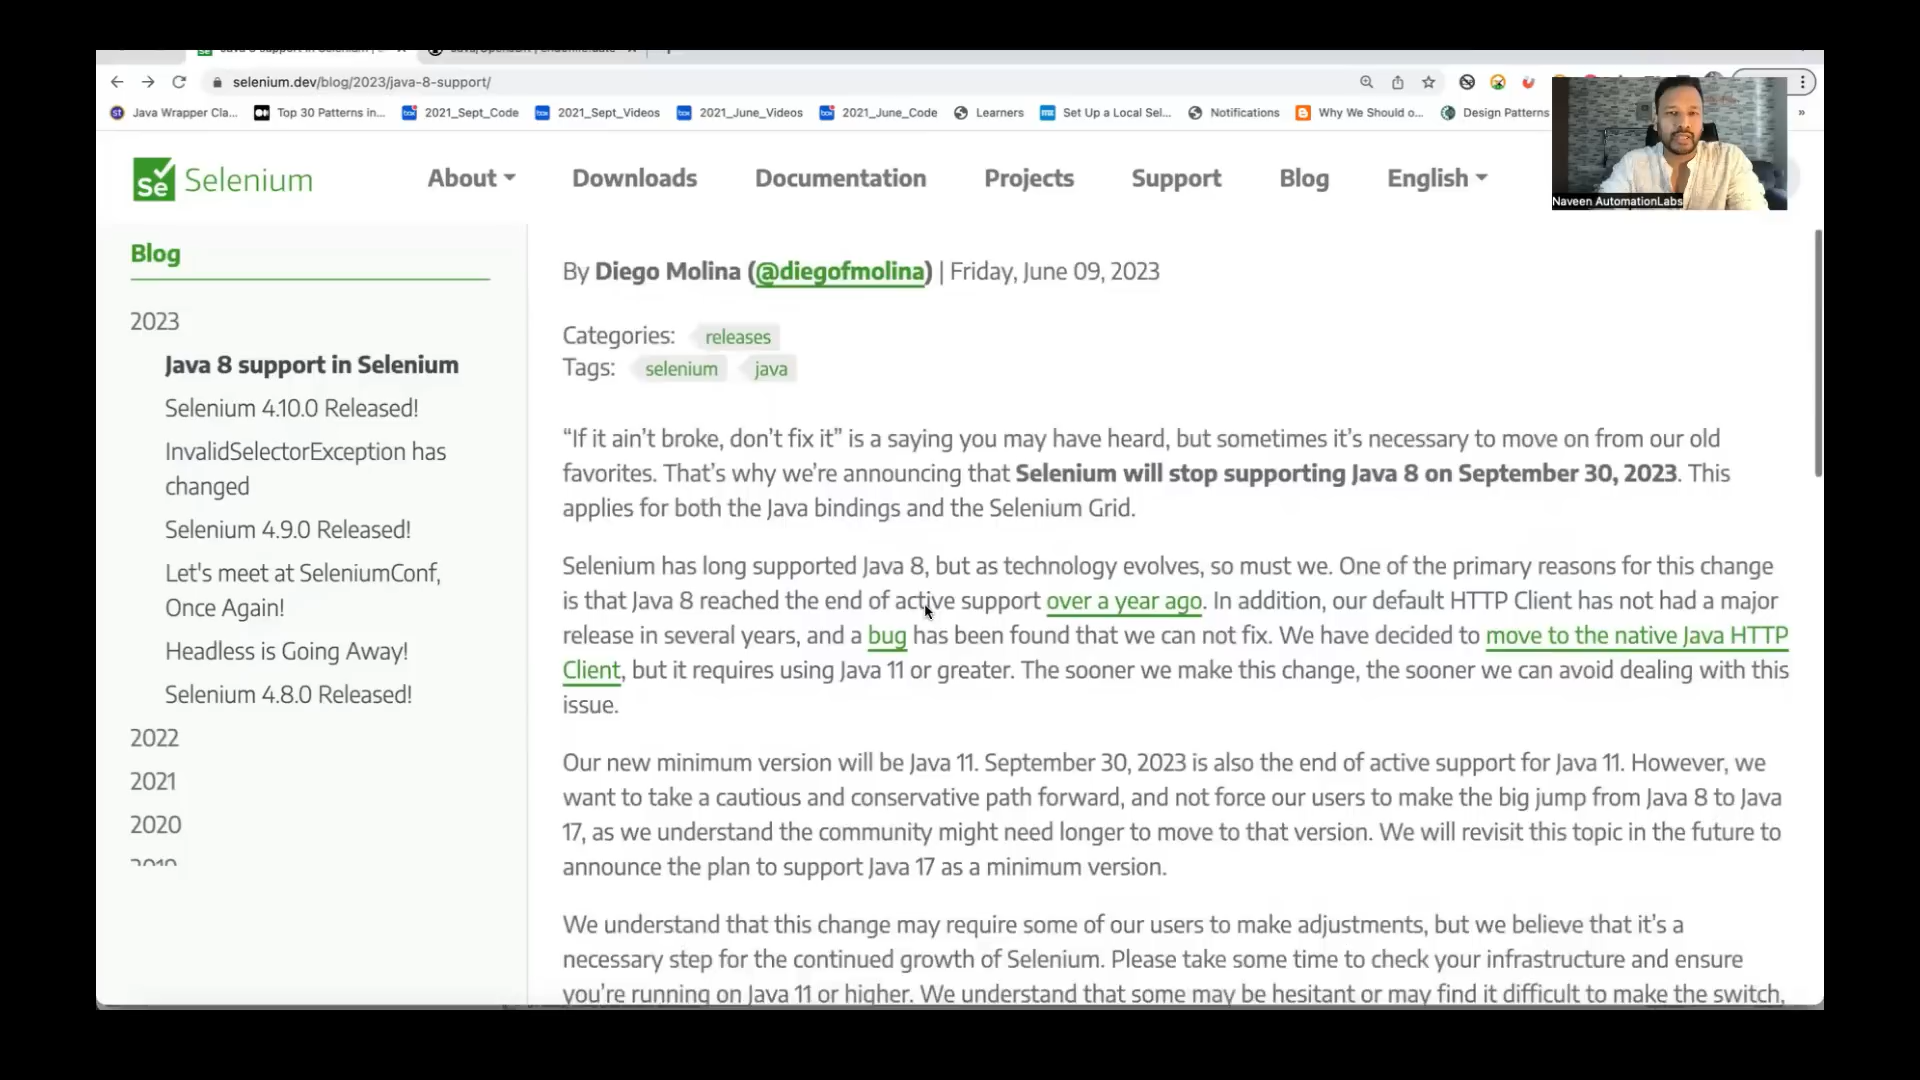 selenium.dev/blog/2023/java-8-support/
Java Wrapper Cla... Top 30 Patterns in... 2021_Sept_Code 2021_Sept_Videos 2021_June_Videos 2021_June_Code Learners Set Up a Local Sel... Notifications Why We Should o... Design Patterns »
Naveen AutomationLabs
Se Selenium About Downloads Documentation Projects Support Blog English
Blog
2023
Java 8 support in Selenium
Selenium 4.10.0 Released!
InvalidSelectorException has
changed
Selenium 4.9.0 Released!
Let's meet at SeleniumConf,
Once Again!
Headless is Going Away!
Selenium 4.8.0 Released!
2022
2021
2020
2019
By Diego Molina (@diegofmolina) | Friday, June 09, 2023
Categories: releases
Tags: selenium java
“If it ain’t broke, don’t fix it” is a saying you may have heard, but sometimes it’s necessary to move on from our old
favorites. That’s why we’re announcing that Selenium will stop supporting Java 8 on September 30, 2023. This
applies for both the Java bindings and the Selenium Grid.
Selenium has long supported Java 8, but as technology evolves, so must we. One of the primary reasons for this change
is that Java 8 reached the end of active support over a year ago. In addition, our default HTTP Client has not had a major
release in several years, and a bug has been found that we can not fix. We have decided to move to the native Java HTTP
Client, but it requires using Java 11 or greater. The sooner we make this change, the sooner we can avoid dealing with this
issue.
Our new minimum version will be Java 11. September 30, 2023 is also the end of active support for Java 11. However, we
want to take a cautious and conservative path forward, and not force our users to make the big jump from Java 8 to Java
17, as we understand the community might need longer to move to that version. We will revisit this topic in the future to
announce the plan to support Java 17 as a minimum version.
We understand that this change may require some of our users to make adjustments, but we believe that it’s a
necessary step for the continued growth of Selenium. Please take some time to check your infrastructure and ensure
you’re running on Java 11 or higher. We understand that some may be hesitant or may find it difficult to make the switch,